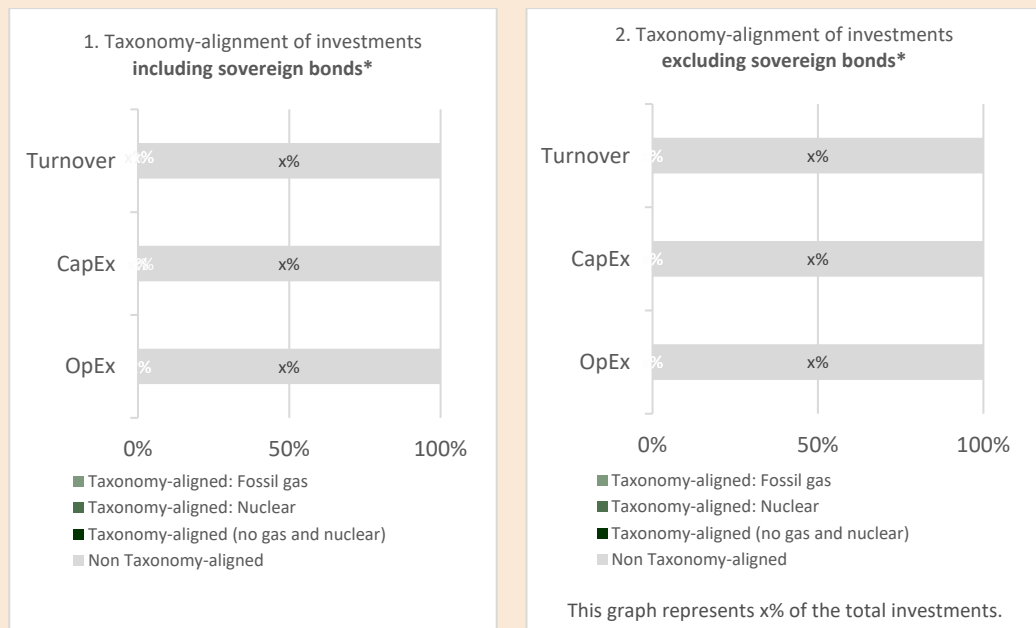 1. Taxonomy-alignment of investments
including sovereign bonds*
Turnover
x%
CapEx
x%
OpEx
% x%
0% 50% 100%
Taxonomy-aligned: Fossil gas
Taxonomy-aligned: Nuclear
Taxonomy-aligned (no gas and nuclear)
Non Taxonomy-aligned
2. Taxonomy-alignment of investments
excluding sovereign bonds*
Turnover
% x%
CapEx
% x%
OpEx
% x%
0% 50% 100%
Taxonomy-aligned: Fossil gas
Taxonomy-aligned: Nuclear
Taxonomy-aligned (no gas and nuclear)
Non Taxonomy-aligned
This graph represents x% of the total investments.